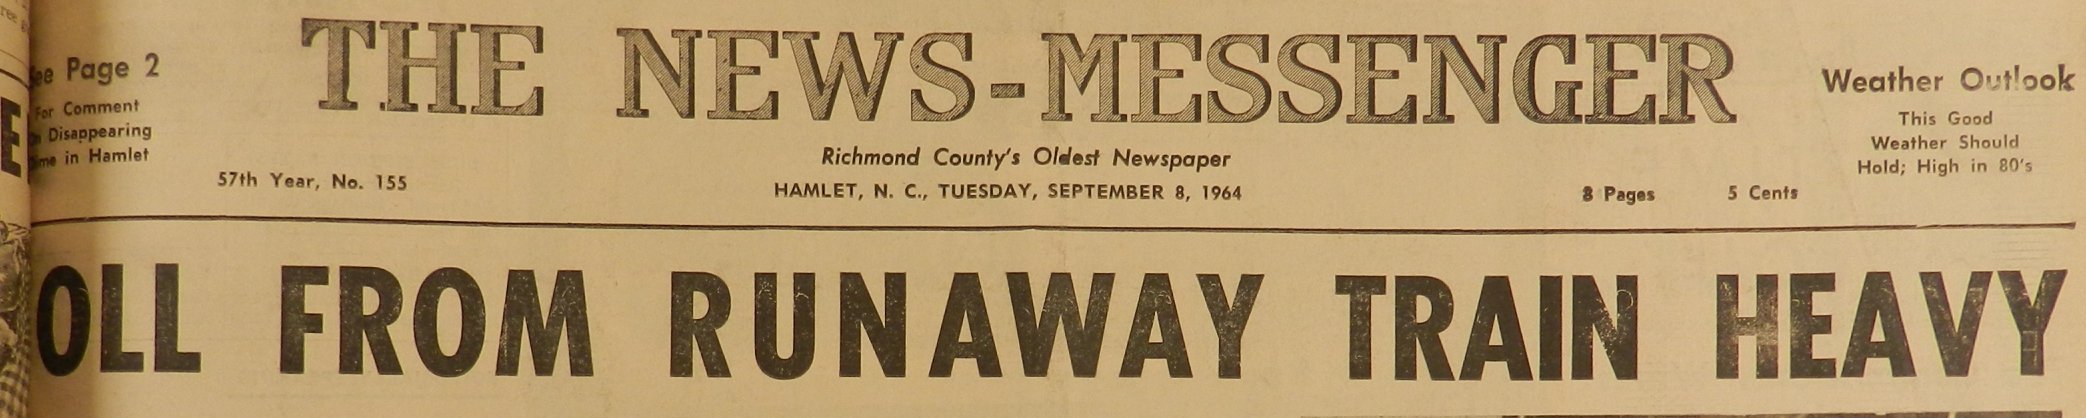 See Page 2
For Comment
On Disappearing
in Hamlet
THE NEWS-MESSENGER
Richmond County's Oldest Newspaper
57th Year, No. 155
HAMLET, N. C., TUESDAY, SEPTEMBER 8, 1964
8 Pages
5 Cents
Weather Outlook
This Good
Weather Should
Hold; High in 80's
OLL FROM RUNAWAY TRAIN HEAVY